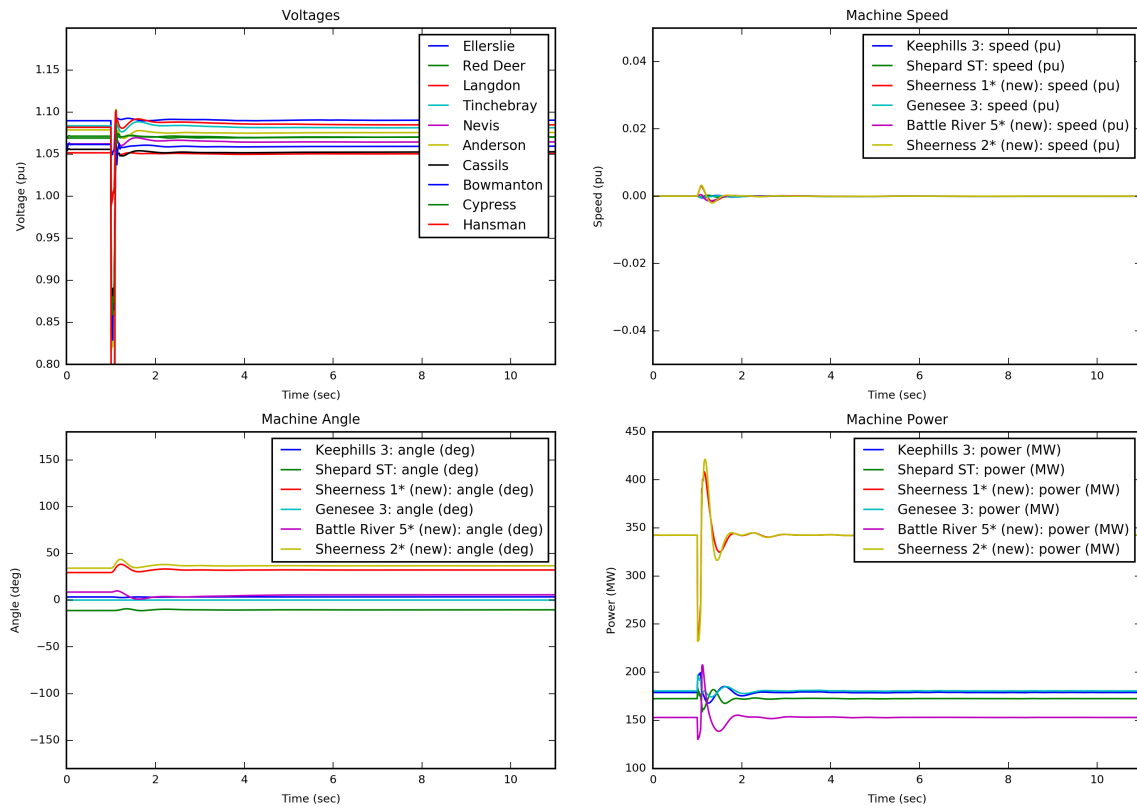 Voltages
1.15
1.10
1.05
1.00
0.95
0.90
0.85
0.80
Voltage (pu)
Ellerslie
Red Deer
Langdon
Tinchebray
Nevis
Anderson
Cassils
Bowmanton
Cypress
Hansman
0 2 4 6 8 10
Time (sec)
Machine Speed
0.04
0.02
0.00
−0.02
−0.04
Speed (pu)
Keephills 3: speed (pu)
Shepard ST: speed (pu)
Sheerness 1* (new): speed (pu)
Genesee 3: speed (pu)
Battle River 5* (new): speed (pu)
Sheerness 2* (new): speed (pu)
0 2 4 6 8 10
Time (sec)
Machine Angle
150
100
50
0
−50
−100
−150
Angle (deg)
Keephills 3: angle (deg)
Shepard ST: angle (deg)
Sheerness 1* (new): angle (deg)
Genesee 3: angle (deg)
Battle River 5* (new): angle (deg)
Sheerness 2* (new): angle (deg)
0 2 4 6 8 10
Time (sec)
Machine Power
450
400
350
300
250
200
150
100
Power (MW)
Keephills 3: power (MW)
Shepard ST: power (MW)
Sheerness 1* (new): power (MW)
Genesee 3: power (MW)
Battle River 5* (new): power (MW)
Sheerness 2* (new): power (MW)
0 2 4 6 8 10
Time (sec)